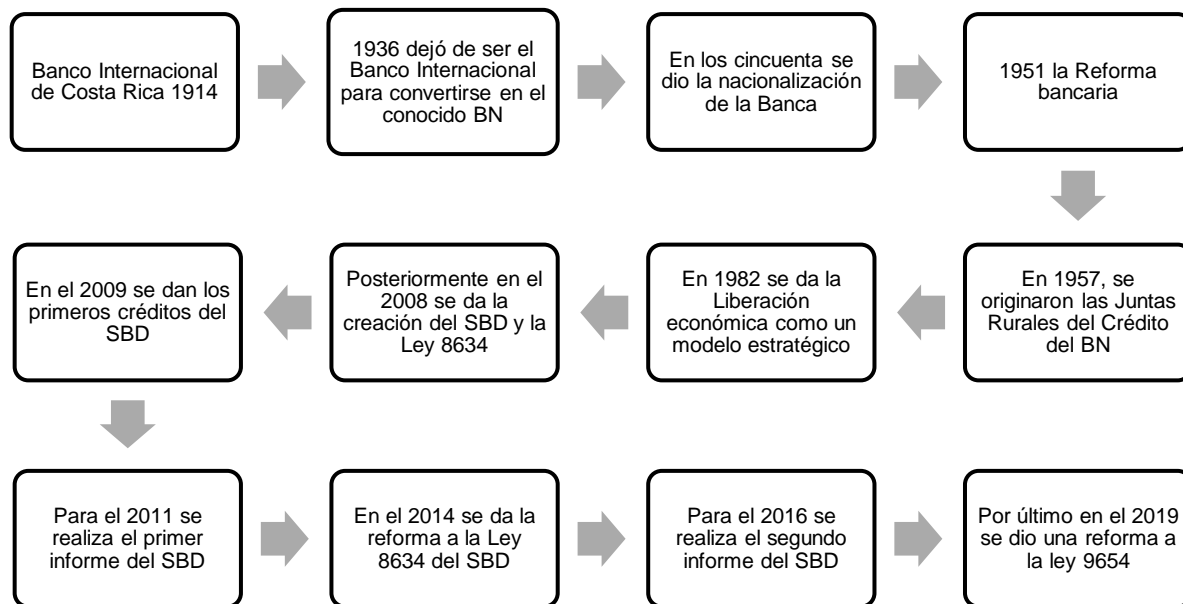 Banco Internacional
de Costa Rica 1914
1936 dejó de ser el
Banco Internacional
para convertirse en el
conocido BN
En los cincuenta se
dio la nacionalización
de la Banca
1951 la Reforma
bancaria
En 1957, se
originaron las Juntas
Rurales del Crédito
del BN
En 1982 se da la
Liberación
económica como un
modelo estratégico
Posteriormente en el
2008 se da la
creación del SBD y la
Ley 8634
En el 2009 se dan los
primeros créditos del
SBD
Para el 2011 se
realiza el primer
informe del SBD
En el 2014 se da la
reforma a la Ley
8634 del SBD
Para el 2016 se
realiza el segundo
informe del SBD
Por último en el 2019
se dio una reforma a
la ley 9654